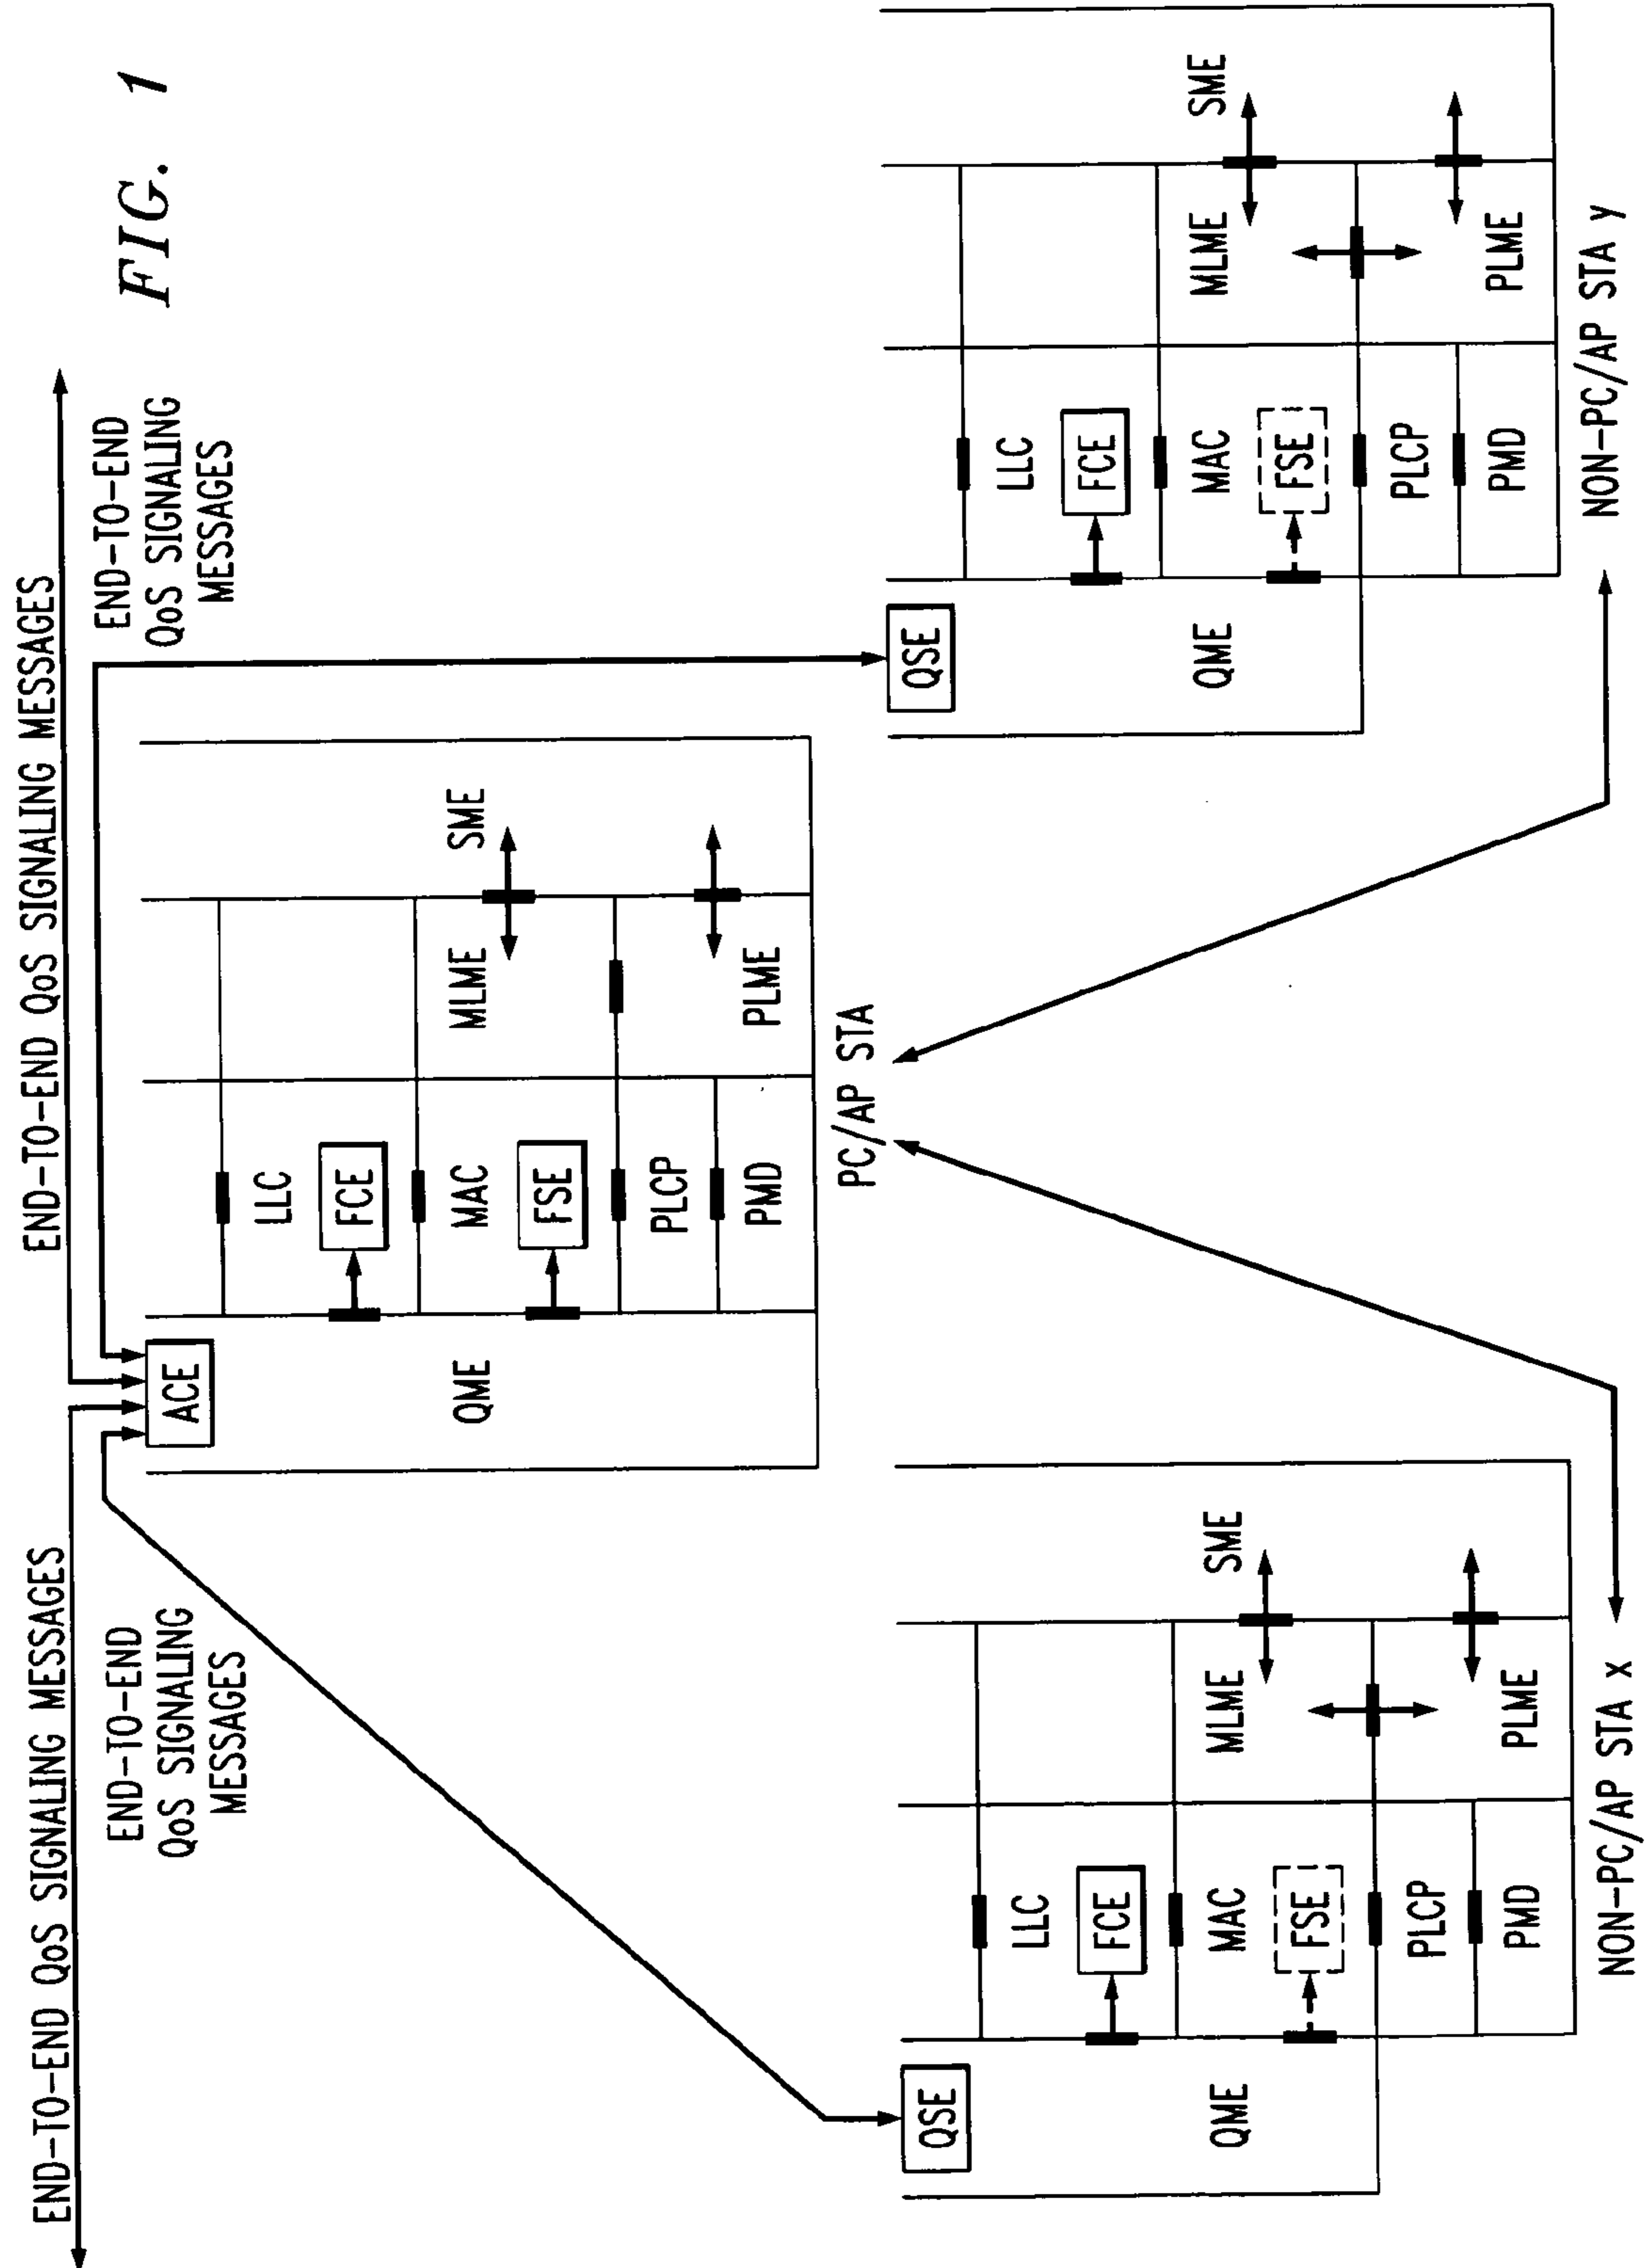 FIG. 1
END-TO-END QoS SIGNALING MESSAGES
END-TO-END QoS SIGNALING MESSAGES
END-TO-END
QoS SIGNALING
MESSAGES
END-TO-END
QoS SIGNALING
MESSAGES
ACE
QME
LLC
FCE
MAC
FSE
PLCP
PMD
MLME
PLME
SME
PC/AP STA
QSE
QME
LLC
FCE
MAC
FSE
PLCP
PMD
MLME
PLME
SME
NON-PC/AP STA x
QSE
QME
LLC
FCE
MAC
FSE
PLCP
PMD
MLME
PLME
SME
NON-PC/AP STA y